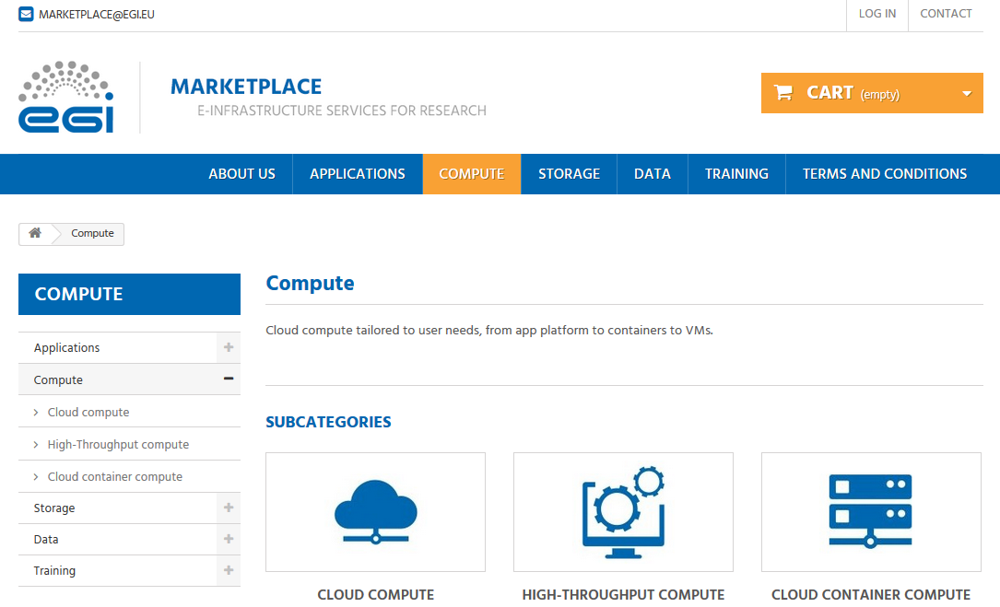 MARKETPLACE@EGI.EU
LOG IN
CONTACT
egi
MARKETPLACE
E-INFRASTRUCTURE SERVICES FOR RESEARCH
CART (empty)
ABOUT US
APPLICATIONS
COMPUTE
STORAGE
DATA
TRAINING
TERMS AND CONDITIONS
Compute
COMPUTE
Applications
Compute
Cloud compute
High-Throughput compute
Cloud container compute
Storage
Data
Training
Compute
Cloud compute tailored to user needs, from app platform to containers to VMs.
SUBCATEGORIES
CLOUD COMPUTE
HIGH-THROUGHPUT COMPUTE
CLOUD CONTAINER COMPUTE